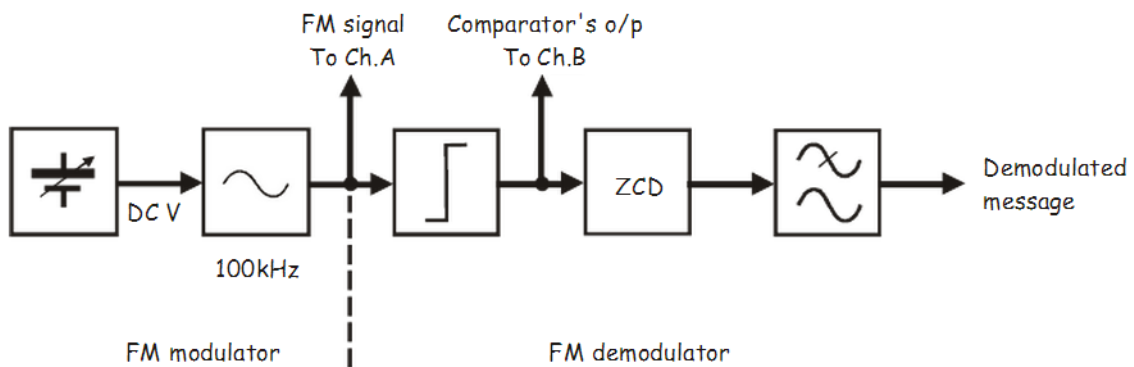 FM signal
To Ch.A
Comparator's o/p
To Ch.B
DC V
100kHz
ZCD
Demodulated
message
FM modulator
FM demodulator